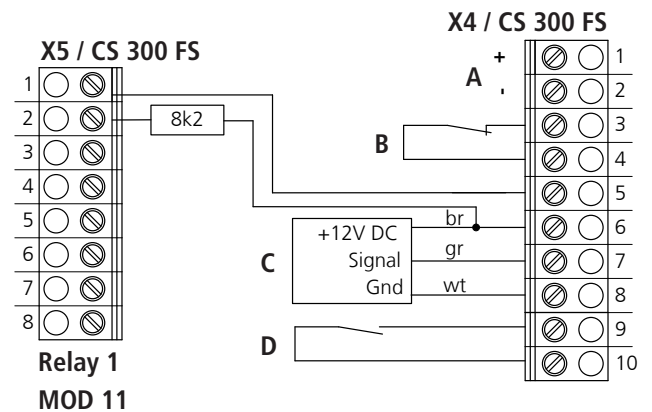 X4 / CS 300 FS
X5 / CS 300 FS
1
2
3
4
5
6
7
8
8k2
Relay 1
MOD 11
A
+
-
B
C
+12V DC
Signal
Gnd
br
gr
wt
D
1
2
3
4
5
6
7
8
9
10